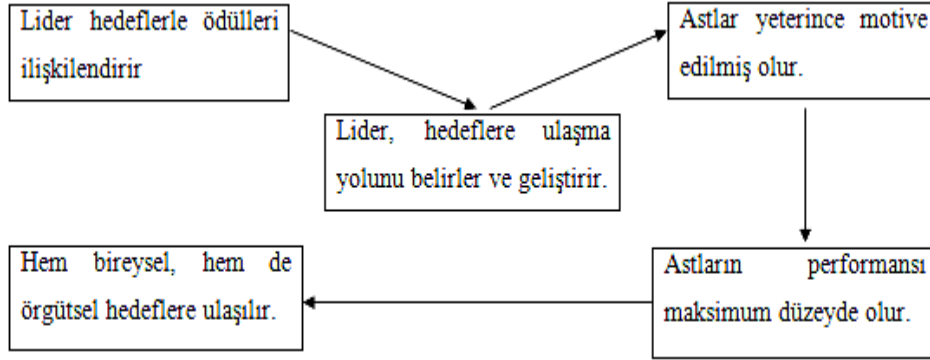 Lider hedeflerle ödülleri
ilişkilendirir
Lider, hedeflere ulaşma
yolunu belirler ve geliştirir.
Astlar yeterince motive
edilmiş olur.
Astların performansı
maksimum düzeyde olur.
Hem bireysel, hem de
örgütsel hedeflere ulaşılır.